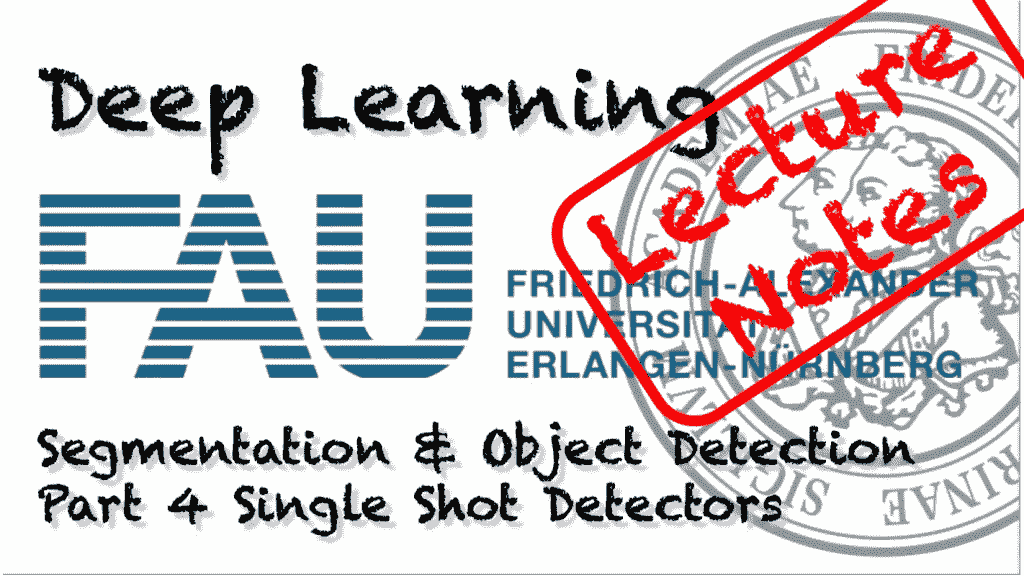 Deep Learning
Lecture
Notes
FAU
FRIEDRICH-ALEXANDER
UNIVERSITÄT
ERLANGEN-NÜRNBERG
Segmentation & Object Detection
Part 4 Single Shot Detectors